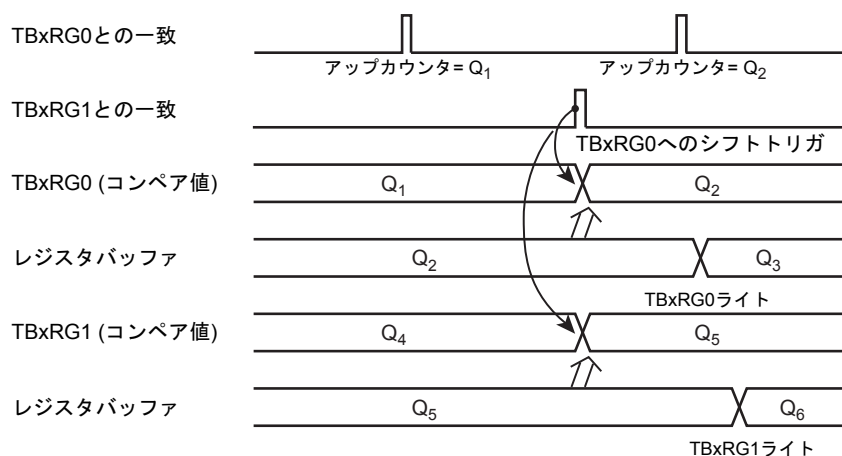 TBxRG0との一致
アップカウンタ= Q1 アップカウンタ= Q2
TBxRG1との一致
TBxRG0へのシフトトリガ
TBxRG0 (コンペア値) Q1 Q2
レジスタバッファ Q2 Q3
TBxRG0ライト
TBxRG1 (コンペア値) Q4 Q5
レジスタバッファ Q5 Q6
TBxRG1ライト